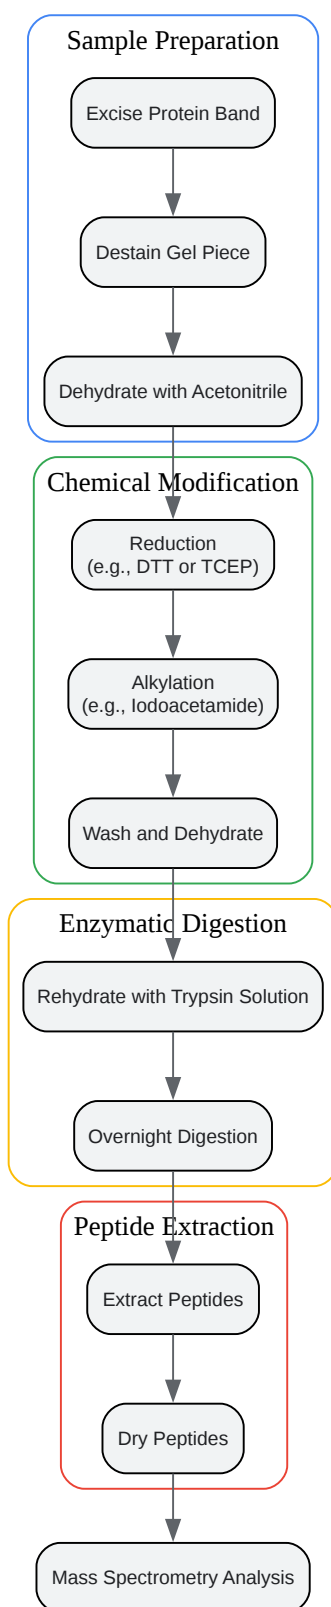 Sample Preparation
Excise Protein Band
Destain Gel Piece
Dehydrate with Acetonitrile
Chemical Modification
Reduction
(e.g., DTT or TCEP)
Alkylation
(e.g., Iodoacetamide)
Wash and Dehydrate
Enzymatic Digestion
Rehydrate with Trypsin Solution
Overnight Digestion
Peptide Extraction
Extract Peptides
Dry Peptides
Mass Spectrometry Analysis